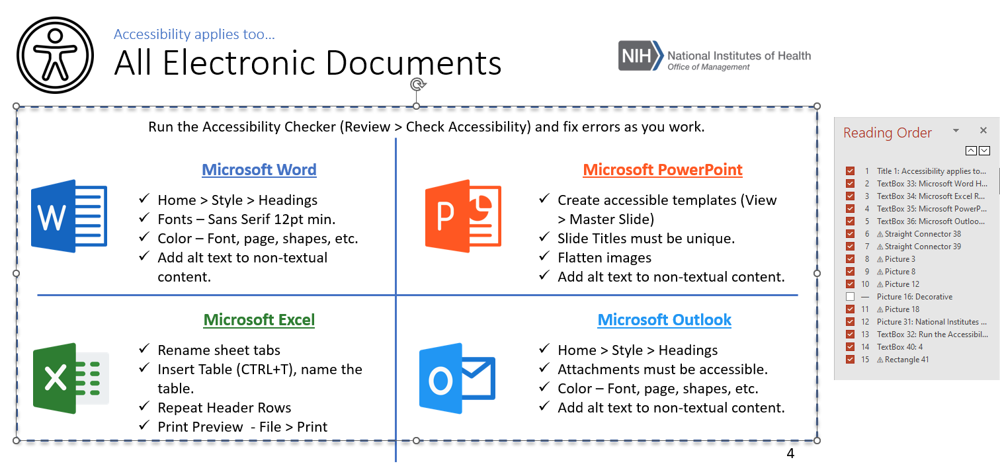 Accessibility applies too...
All Electronic Documents
NIH National Institutes of Health
Office of Management
Run the Accessibility Checker (Review > Check Accessibility) and fix errors as you work.
Microsoft Word
✓ Home > Style > Headings
✓ Fonts – Sans Serif 12pt min.
✓ Color – Font, page, shapes, etc.
✓ Add alt text to non-textual
content.
W
Microsoft PowerPoint
✓ Create accessible templates (View
> Master Slide)
✓ Slide Titles must be unique.
✓ Flatten images
✓ Add alt text to non-textual content.
P
Microsoft Excel
✓ Rename sheet tabs
✓ Insert Table (CTRL+T), name the
table.
✓ Repeat Header Rows
✓ Print Preview  - File > Print
X
Microsoft Outlook
✓ Home > Style > Headings
✓ Attachments must be accessible.
✓ Color – Font, page, shapes, etc.
✓ Add alt text to non-textual content.
O
4
Reading Order
1 Title 1: Accessibility applies to...
2 TextBox 33: Microsoft Word H...
3 TextBox 34: Microsoft Excel R...
4 TextBox 35: Microsoft PowerP...
5 TextBox 36: Microsoft Outloo...
6 Straight Connector 38
7 Straight Connector 39
8 Picture 3
9 Picture 8
10 Picture 12
— Picture 16: Decorative
11 Picture 18
12 Picture 31: National Institutes ...
13 TextBox 32: Run the Accessibil...
14 TextBox 40: 4
15 Rectangle 41